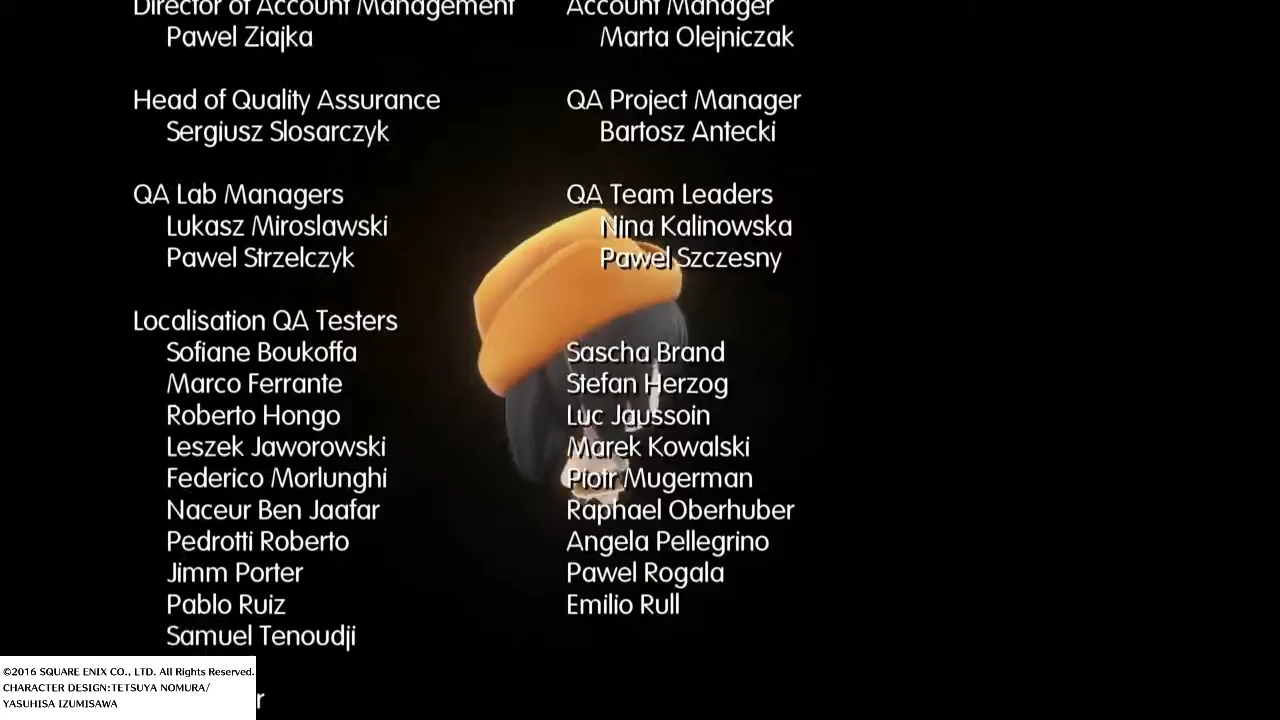 Director of Account Management
Pawel Ziajka
Account Manager
Marta Olejniczak
Head of Quality Assurance
Sergiusz Slosarczyk
QA Project Manager
Bartosz Antecki
QA Lab Managers
Lukasz Miroslawski
Pawel Strzelczyk
QA Team Leaders
Nina Kalinowska
Pawel Szczesny
Localisation QA Testers
Sofiane Boukoffa
Marco Ferrante
Roberto Hongo
Leszek Jaworowski
Federico Morlunghi
Naceur Ben Jaafar
Pedrotti Roberto
Jimm Porter
Pablo Ruiz
Samuel Tenoudji
Sascha Brand
Stefan Herzog
Luc Jaussoin
Marek Kowalski
Piotr Mugerman
Raphael Oberhuber
Angela Pellegrino
Pawel Rogala
Emilio Rull
©2016 SQUARE ENIX CO., LTD. All Rights Reserved.
CHARACTER DESIGN:TETSUYA NOMURA/
YASUHISA IZUMISAWA